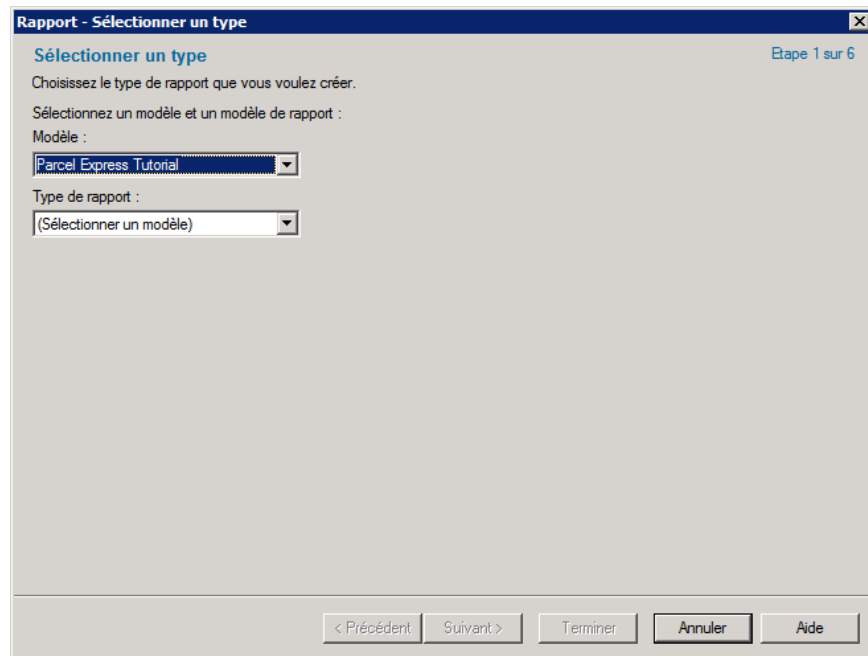 Rapport - Sélectionner un type
Sélectionner un type
Etape 1 sur 6
Choisissez le type de rapport que vous voulez créer.
Sélectionnez un modèle et un modèle de rapport :
Modèle :
Parcel Express Tutorial
Type de rapport :
(Sélectionner un modèle)
< Précédent Suivant > Terminer Annuler Aide